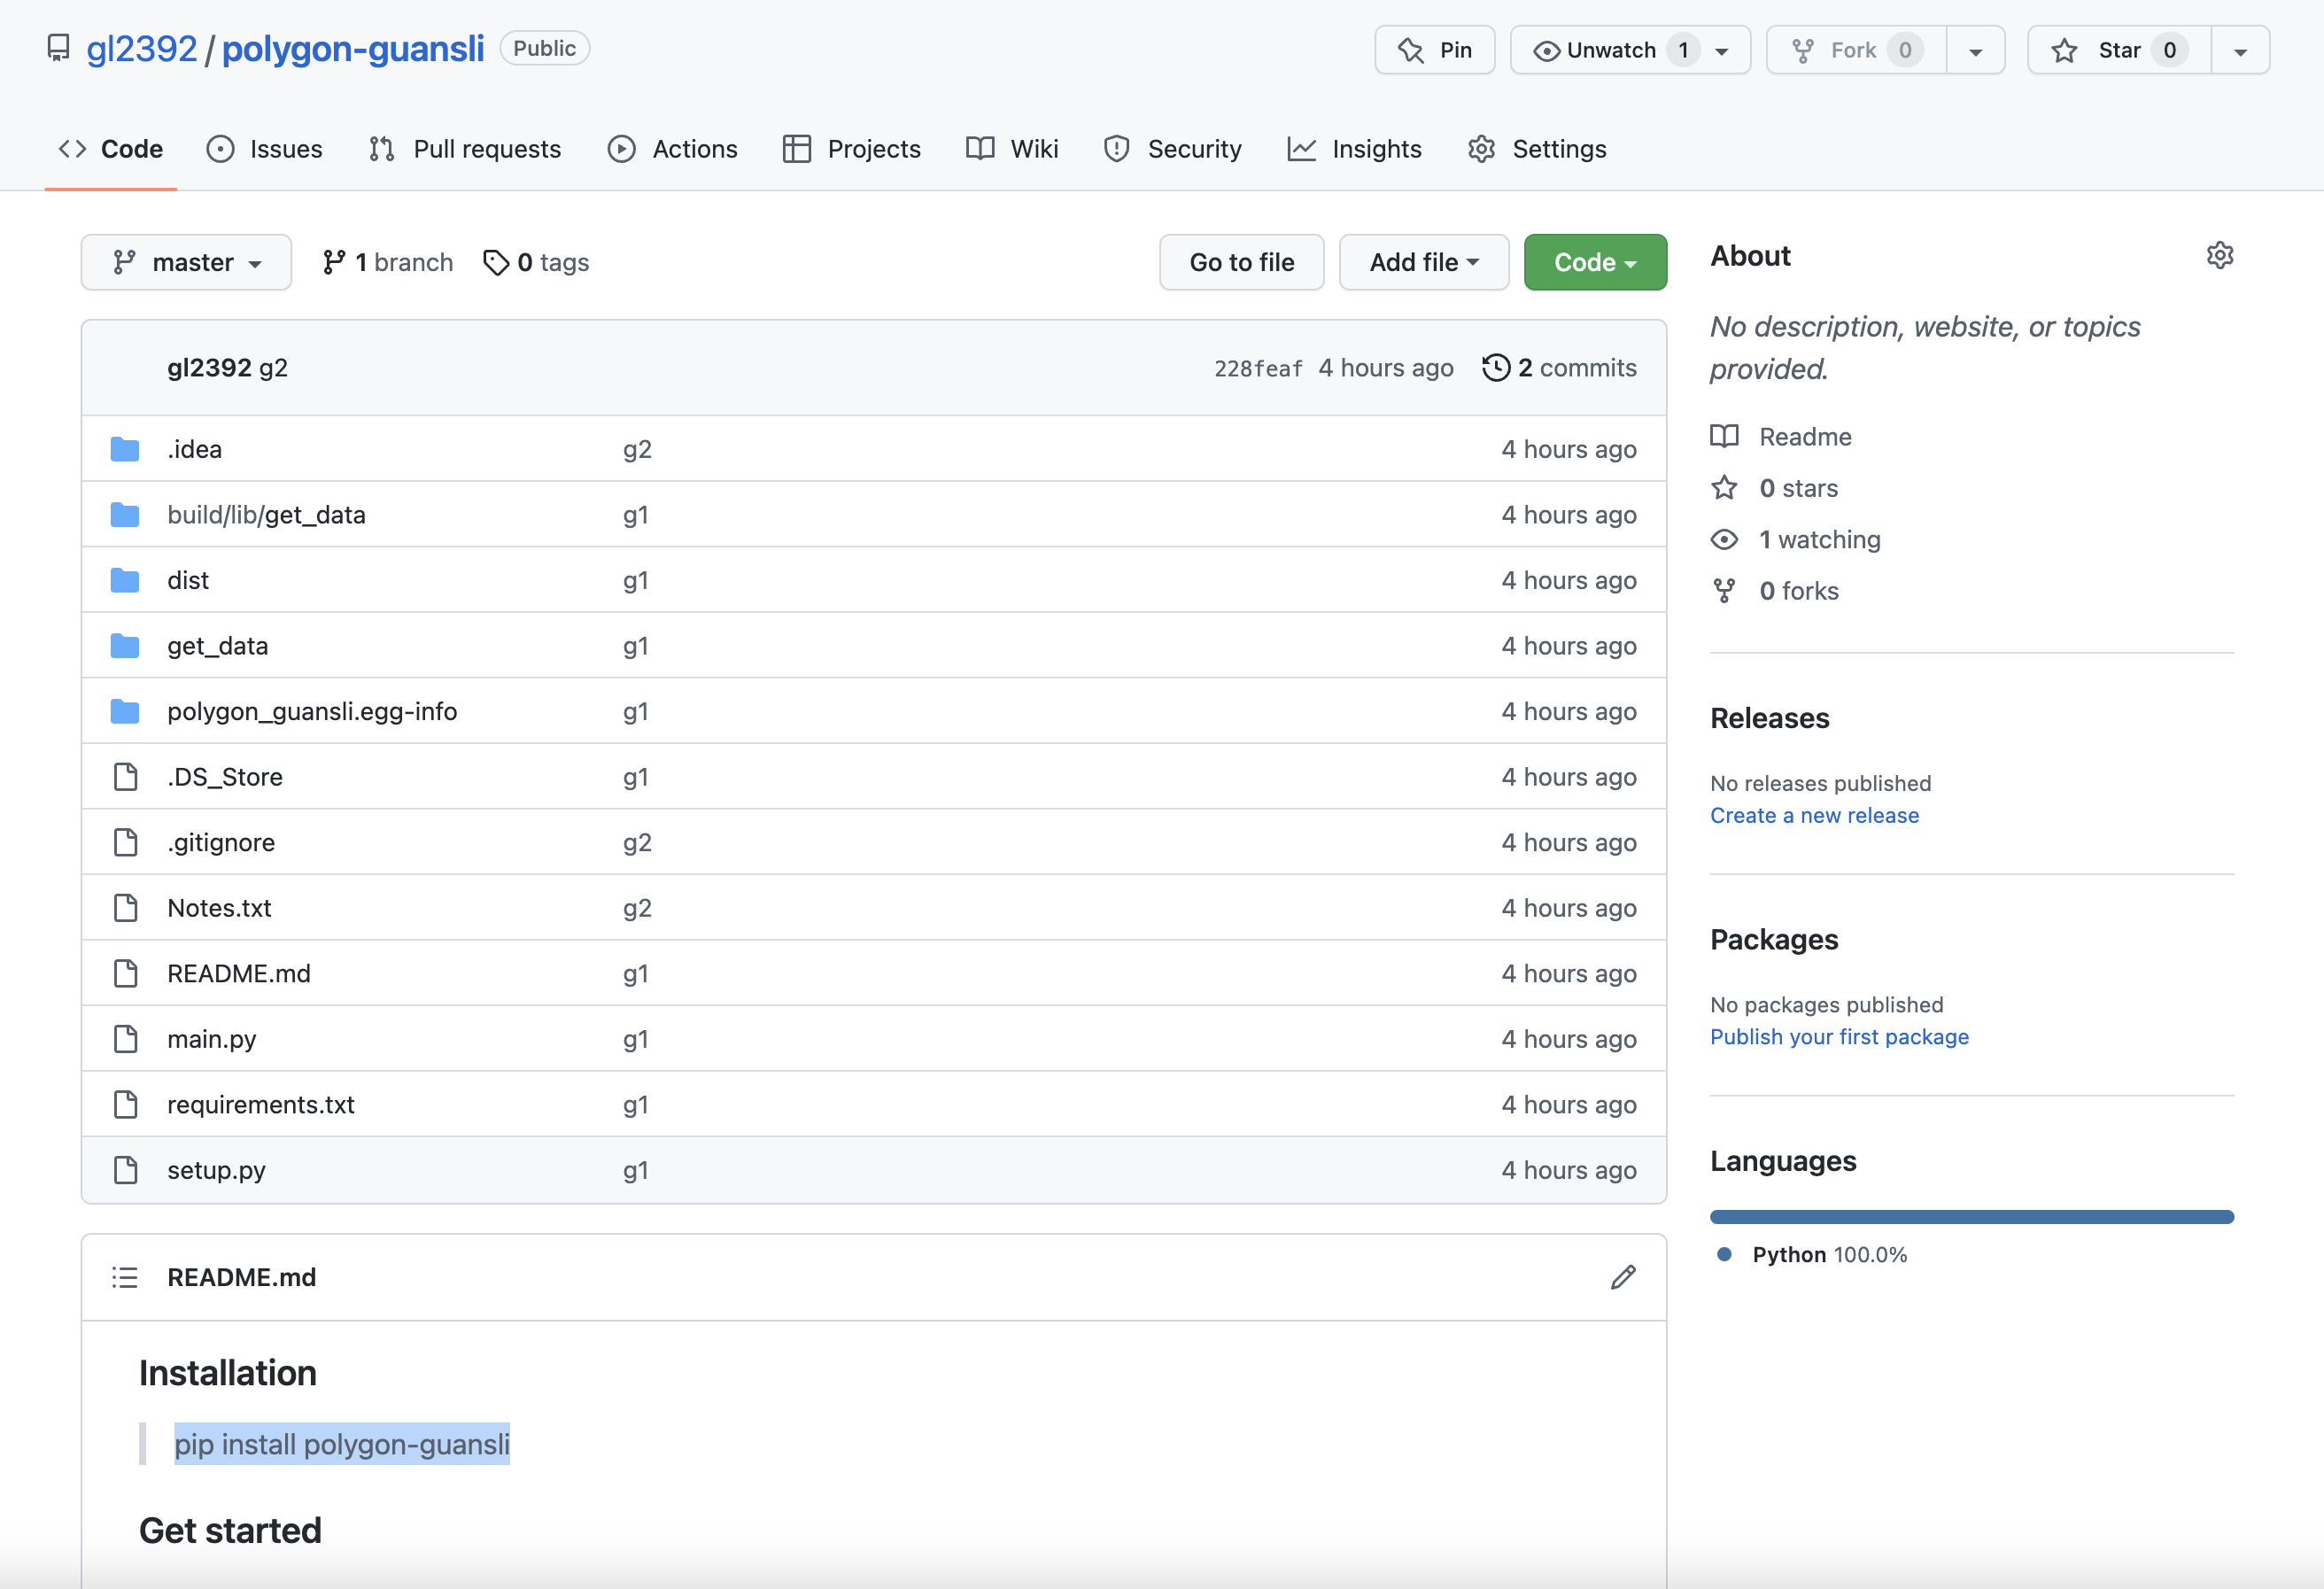 gl2392 / polygon-guansli Public
Pin
Unwatch 1
Fork 0
Star 0
Code Issues Pull requests Actions Projects Wiki Security Insights Settings
master 1 branch 0 tags
Go to file Add file Code
gl2392 g2 228feaf 4 hours ago 2 commits
.idea g2 4 hours ago
build/lib/get_data g1 4 hours ago
dist g1 4 hours ago
get_data g1 4 hours ago
polygon_guansli.egg-info g1 4 hours ago
.DS_Store g1 4 hours ago
.gitignore g2 4 hours ago
Notes.txt g2 4 hours ago
README.md g1 4 hours ago
main.py g1 4 hours ago
requirements.txt g1 4 hours ago
setup.py g1 4 hours ago
README.md
Installation
pip install polygon-guansli
Get started
About
No description, website, or topics
provided.
Readme
0 stars
1 watching
0 forks
Releases
No releases published
Create a new release
Packages
No packages published
Publish your first package
Languages
Python 100.0%